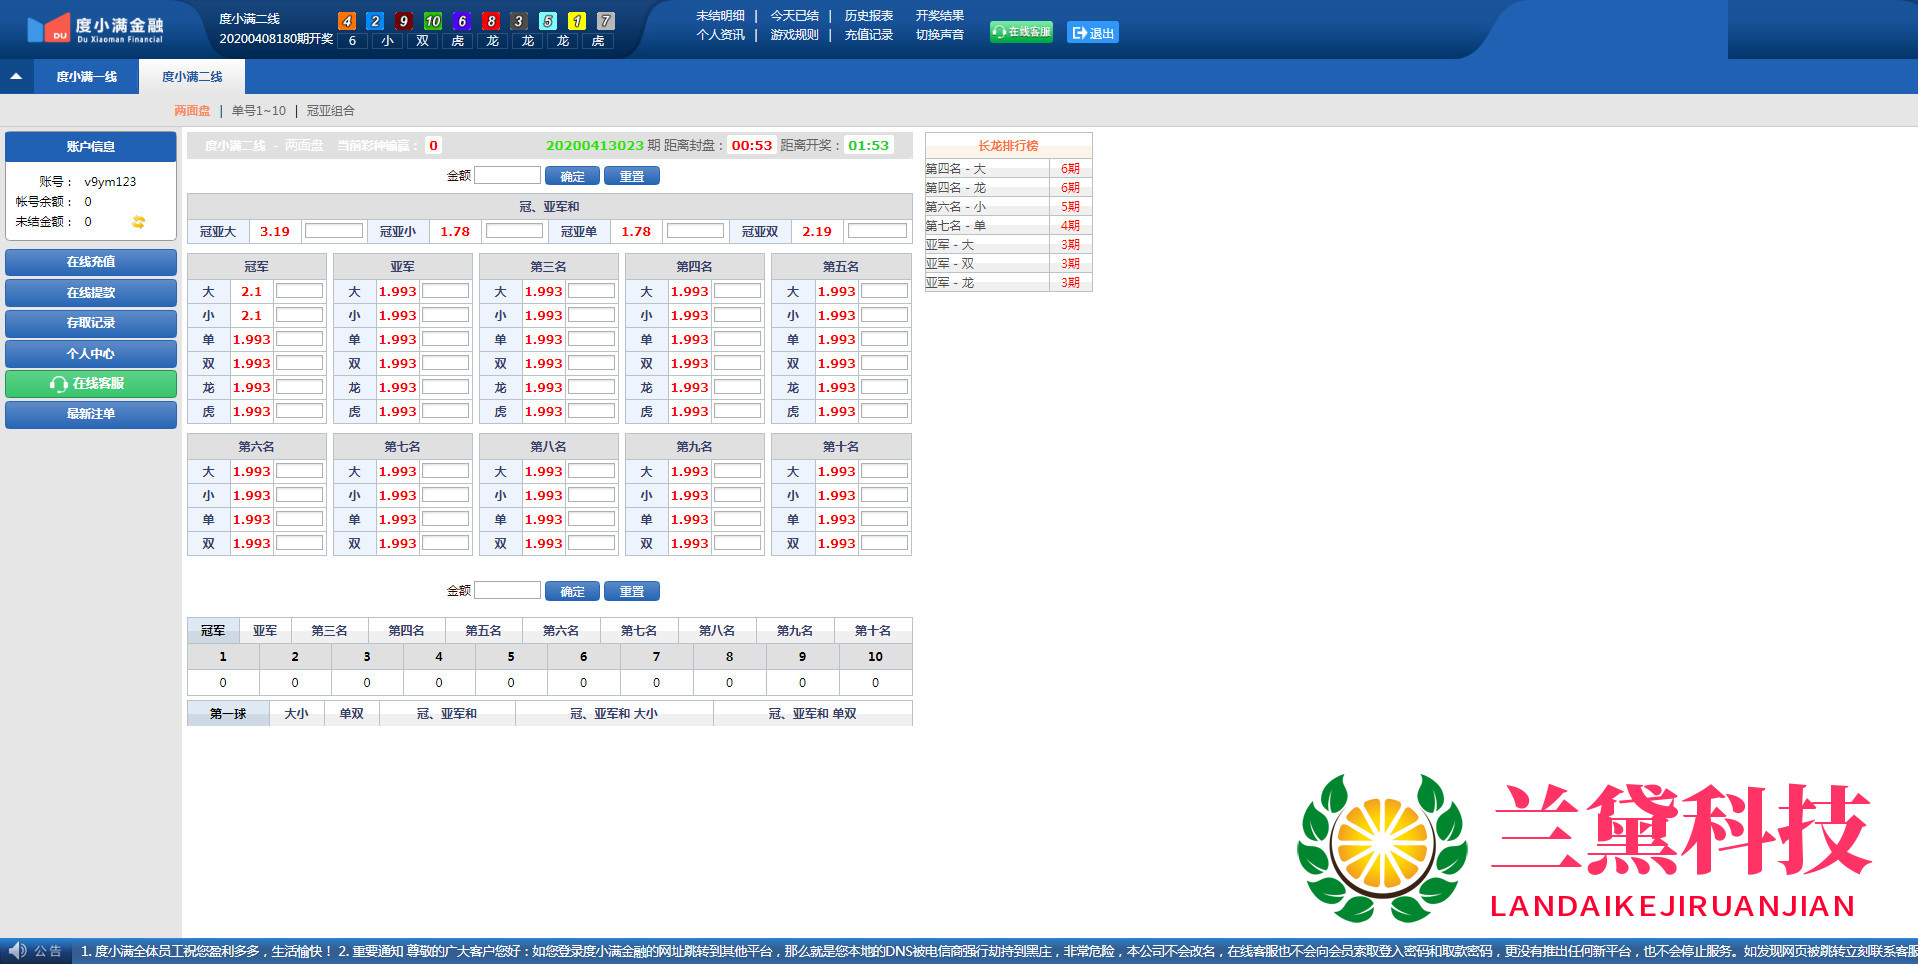 度小满金融
Du Xiaoman Financial
DU
度小满二线
4 2 9 10 6 8 3 5 1 7
20200408180期开奖 6 小 双 虎 龙 龙 龙 虎
未结明细 | 今天已结 | 历史报表 开奖结果
个人资讯 | 游戏规则 | 充值记录 切换声音
在线客服 退出
度小满一线 度小满二线
两面盘 | 单号1~10 | 冠亚组合
账户信息
账号： v9ym123
帐号余额： 0
未结金额： 0
在线充值
在线提款
存取记录
个人中心
在线客服
最新注单
度小满二线 - 两面盘 当前彩种输赢： 0 20200413023 期 距离封盘： 00:53 距离开奖： 01:53
金额 确定 重置
冠、亚军和
冠亚大 3.19 冠亚小 1.78 冠亚单 1.78 冠亚双 2.19
冠军 亚军 第三名 第四名 第五名
大 2.1 大 1.993 大 1.993 大 1.993 大 1.993
小 2.1 小 1.993 小 1.993 小 1.993 小 1.993
单 1.993 单 1.993 单 1.993 单 1.993 单 1.993
双 1.993 双 1.993 双 1.993 双 1.993 双 1.993
龙 1.993 龙 1.993 龙 1.993 龙 1.993 龙 1.993
虎 1.993 虎 1.993 虎 1.993 虎 1.993 虎 1.993
第六名 第七名 第八名 第九名 第十名
大 1.993 大 1.993 大 1.993 大 1.993 大 1.993
小 1.993 小 1.993 小 1.993 小 1.993 小 1.993
单 1.993 单 1.993 单 1.993 单 1.993 单 1.993
双 1.993 双 1.993 双 1.993 双 1.993 双 1.993
金额 确定 重置
冠军 亚军 第三名 第四名 第五名 第六名 第七名 第八名 第九名 第十名
1 2 3 4 5 6 7 8 9 10
0 0 0 0 0 0 0 0 0 0
第一球 大小 单双 冠、亚军和 冠、亚军和 大小 冠、亚军和 单双
长龙排行榜
第四名 - 大 6期
第四名 - 龙 6期
第六名 - 小 5期
第七名 - 单 4期
亚军 - 大 3期
亚军 - 双 3期
亚军 - 龙 3期
兰黛科技
LANDAIKEJIRUANJIAN
公告 1. 度小满全体员工祝您盈利多多，生活愉快！ 2. 重要通知 尊敬的广大客户您好：如您登录度小满金融的网址跳转到其他平台，那么就是您本地的DNS被电信商强行劫持到黑庄，非常危险，本公司不会改名，在线客服也不会向会员索取登入密码和取款密码，更没有推出任何新平台，也不会停止服务。如发现网页被跳转立刻联系客服